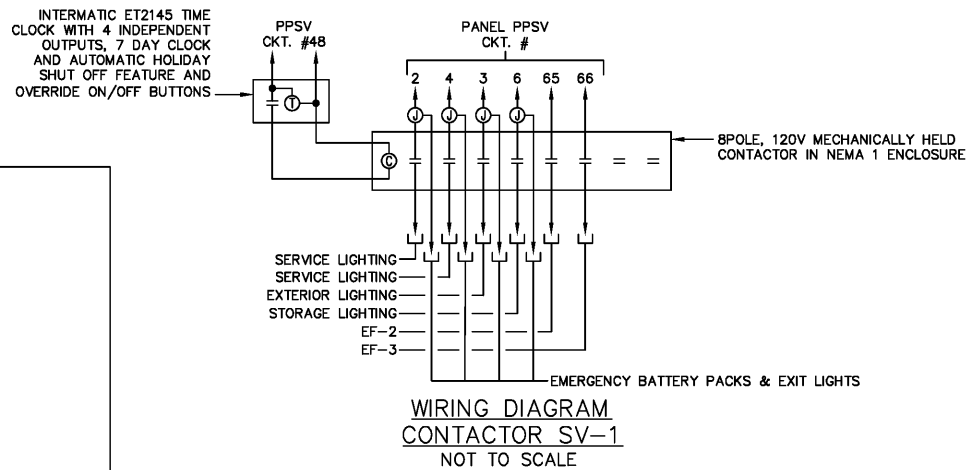 INTERMATIC ET2145 TIME
CLOCK WITH 4 INDEPENDENT
OUTPUTS, 7 DAY CLOCK
AND AUTOMATIC HOLIDAY
SHUT OFF FEATURE AND
OVERRIDE ON/OFF BUTTONS
PPSV
CKT. #48
T
PANEL PPSV
CKT. #
2 4 3 6 65 66
J J J J
C
8POLE, 120V MECHANICALLY HELD
CONTACTOR IN NEMA 1 ENCLOSURE
SERVICE LIGHTING
SERVICE LIGHTING
EXTERIOR LIGHTING
STORAGE LIGHTING
EF-2
EF-3
EMERGENCY BATTERY PACKS & EXIT LIGHTS
WIRING DIAGRAM
CONTACTOR SV-1
NOT TO SCALE